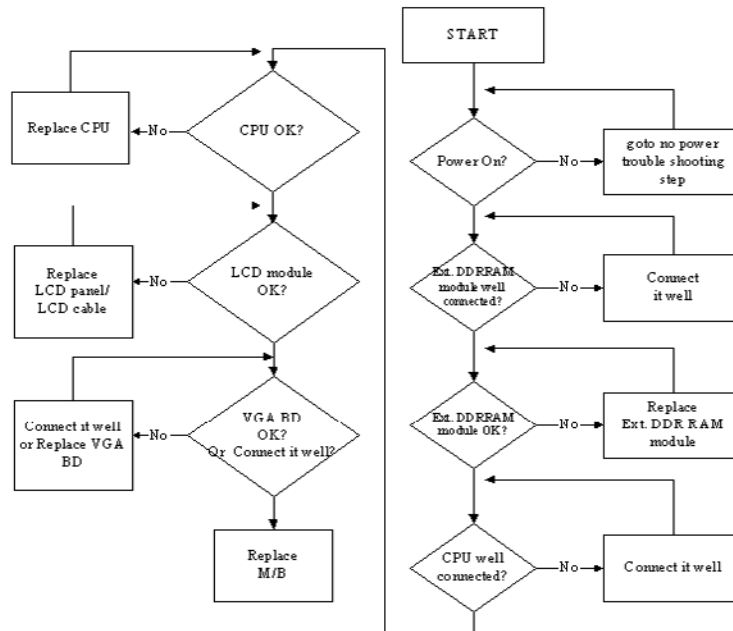 START
Power On?
No
goto no power
trouble shooting
step
Ext. DDRRAM
module well
connected?
No
Connect
it well
Ext. DDRRAM
module OK?
No
Replace
Ext. DDR RAM
module
CPU well
connected?
No
Connect it well
CPU OK?
No
Replace CPU
LCD module
OK?
No
Replace
LCD panel/
LCD cable
VGA BD
OK?
Or Connect it well?
No
Connect it well
or Replace VGA
BD
Replace
M/B